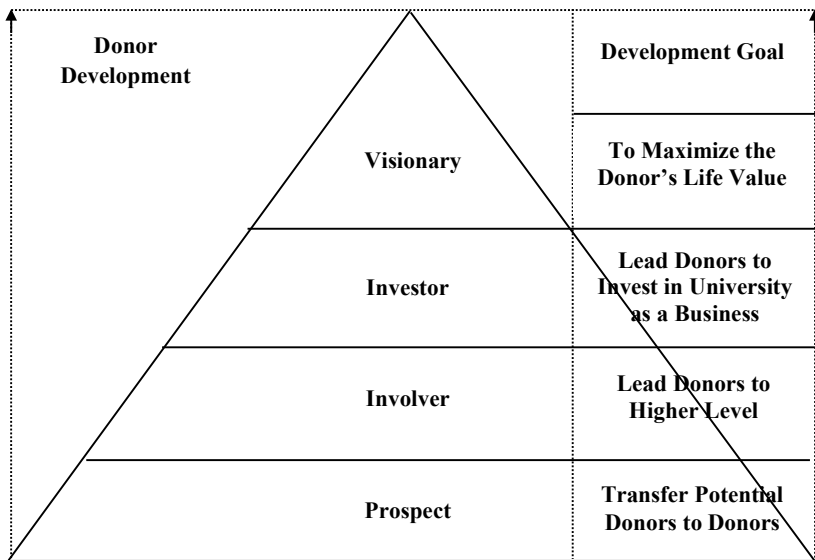 Donor
Development
Development Goal
Visionary
To Maximize the
Donor's Life Value
Investor
Lead Donors to
Invest in University
as a Business
Involver
Lead Donors to
Higher Level
Prospect
Transfer Potential
Donors to Donors